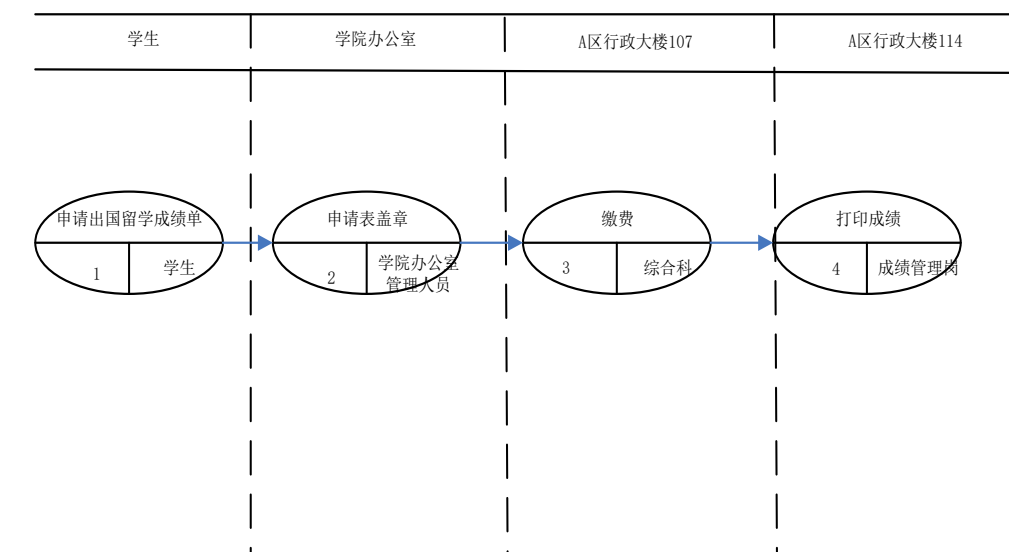 学生
学院办公室
A区行政大楼107
A区行政大楼114
申请出国留学成绩单
1
学生
申请表盖章
2
学院办公室
管理人员
缴费
3
综合科
打印成绩
4
成绩管理岗